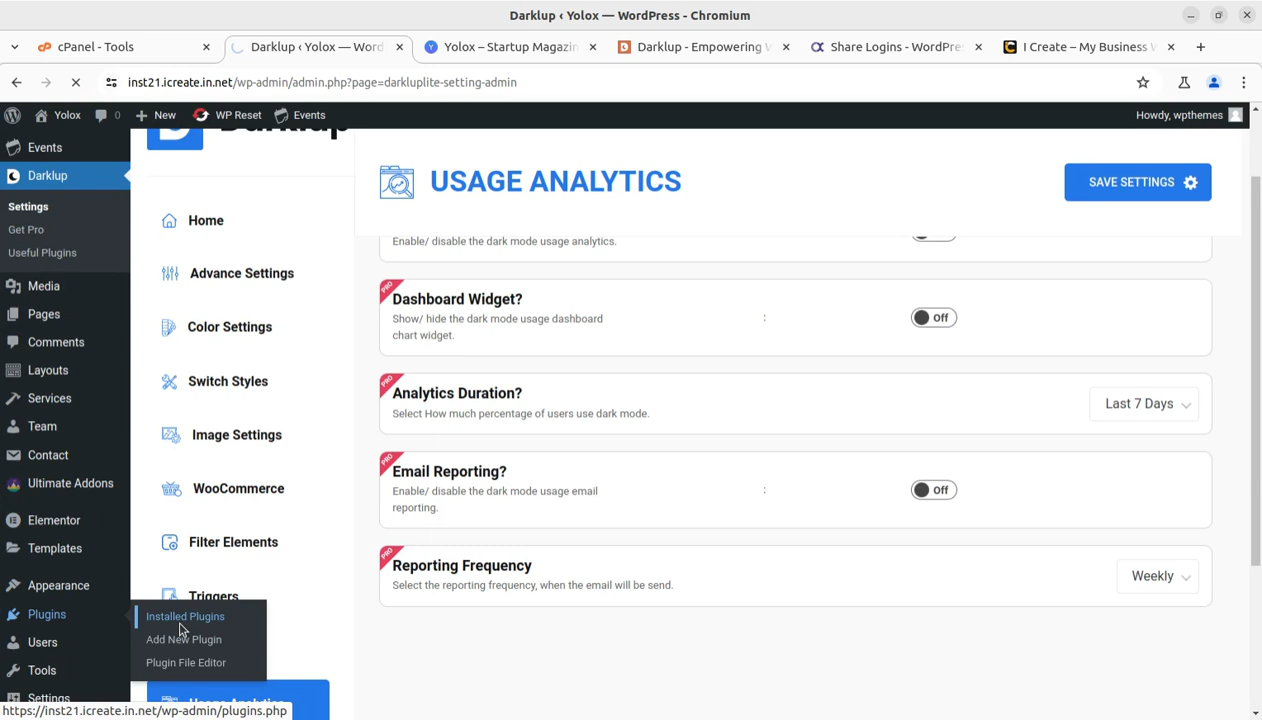 Darklup ‹ Yolox — WordPress - Chromium
cPanel - Tools
Darklup ‹ Yolox — Word
Yolox – Startup Magazin
Darklup - Empowering W
Share Logins - WordPre
I Create – My Business W
inst21.icreate.in.net/wp-admin/admin.php?page=darkluplite-setting-admin
Yolox
0
New
WP Reset
Events
Howdy, wpthemes
Events
Darklup
Settings
Get Pro
Useful Plugins
Media
Pages
Comments
Layouts
Services
Team
Contact
Ultimate Addons
Elementor
Templates
Appearance
Plugins
Users
Tools
Settings
Installed Plugins
Add New Plugin
Plugin File Editor
https://inst21.icreate.in.net/wp-admin/plugins.php
Darklup
Home
Advance Settings
Color Settings
Switch Styles
Image Settings
WooCommerce
Filter Elements
Triggers
Usage Analytics
USAGE ANALYTICS
SAVE SETTINGS
Enable/ disable the dark mode usage analytics.
PRO
Dashboard Widget?
Show/ hide the dark mode usage dashboard
chart widget.
:
Off
PRO
Analytics Duration?
Select How much percentage of users use dark mode.
Last 7 Days
PRO
Email Reporting?
Enable/ disable the dark mode usage email
reporting.
:
Off
PRO
Reporting Frequency
Select the reporting frequency, when the email will be send.
Weekly